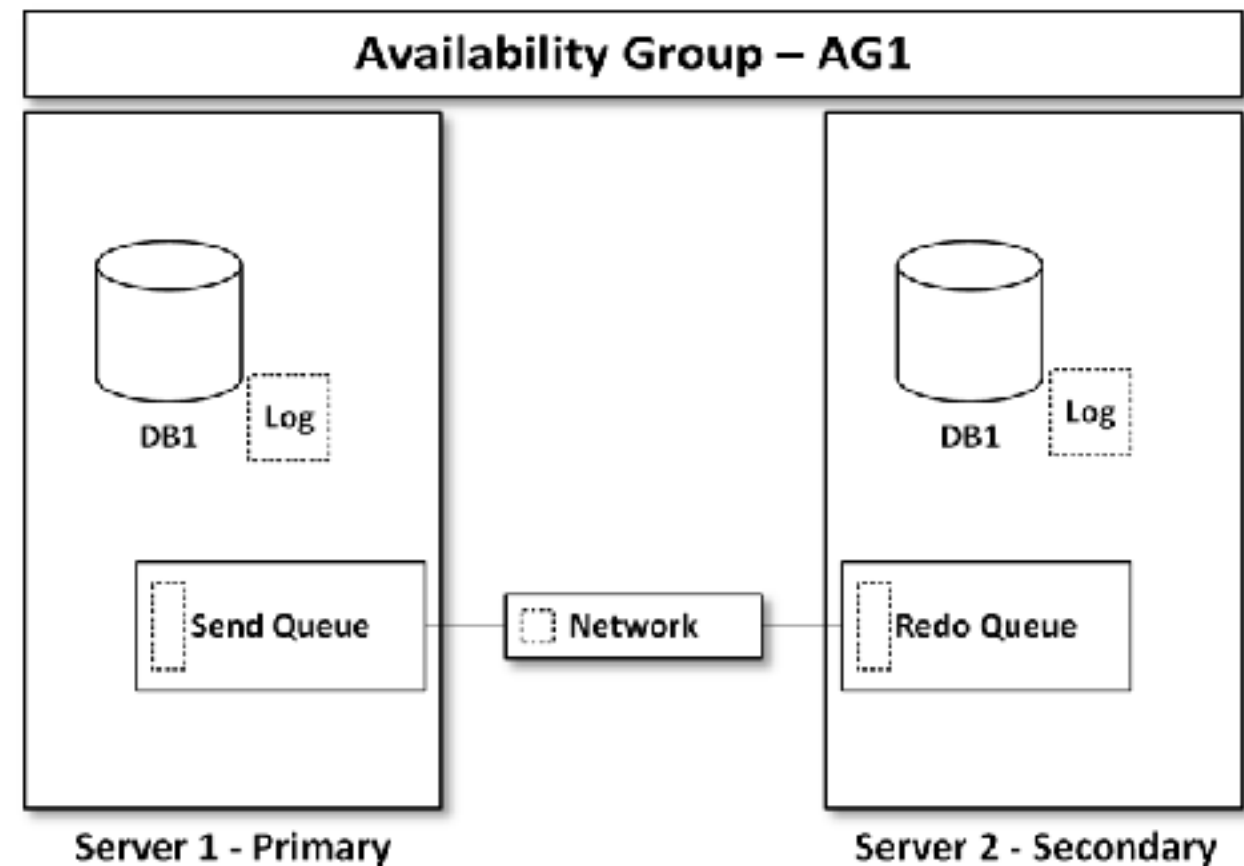 Availability Group – AG1
Log
DB1
Log
DB1
Send Queue
Network
Redo Queue
Server 1 - Primary
Server 2 - Secondary